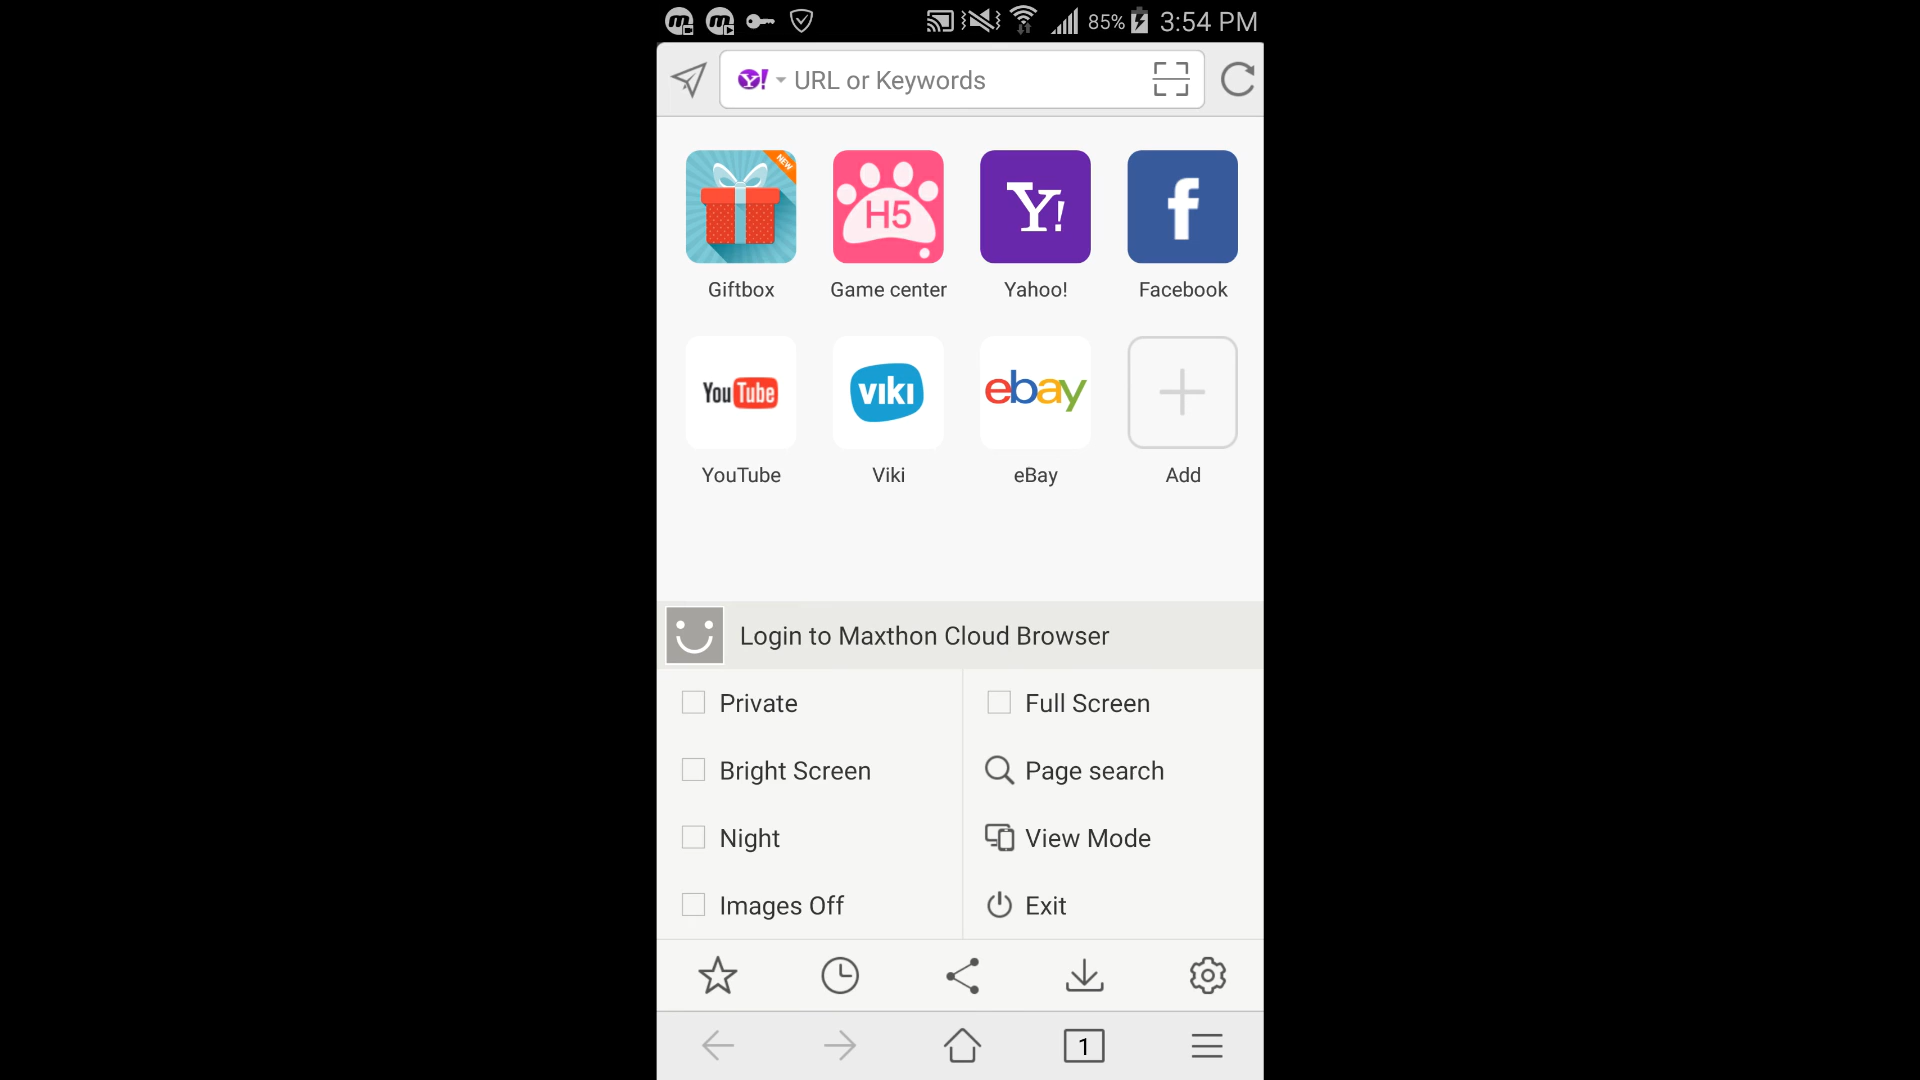 85% 3:54 PM
Y! URL or Keywords
NEW
H5
Y!
f
Giftbox Game center Yahoo! Facebook
YouTube
viki
ebay
YouTube Viki eBay Add
Login to Maxthon Cloud Browser
Private Full Screen
Bright Screen Page search
Night View Mode
Images Off Exit
1